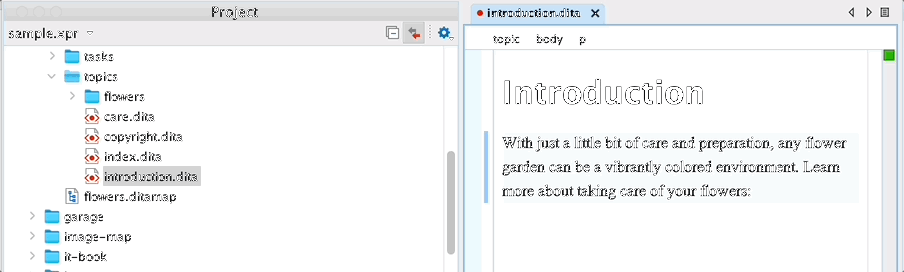 Project
sample.xpr
tasks
topics
flowers
care.dita
copyright.dita
index.dita
introduction.dita
flowers.ditamap
garage
image-map
it-book
introduction.dita
topic body p
Introduction
With just a little bit of care and preparation, any flower
garden can be a vibrantly colored environment. Learn
more about taking care of your flowers: